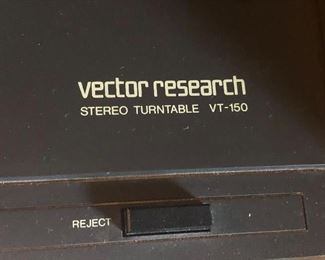 vector research
STEREO TURNTABLE VT-150
REJECT